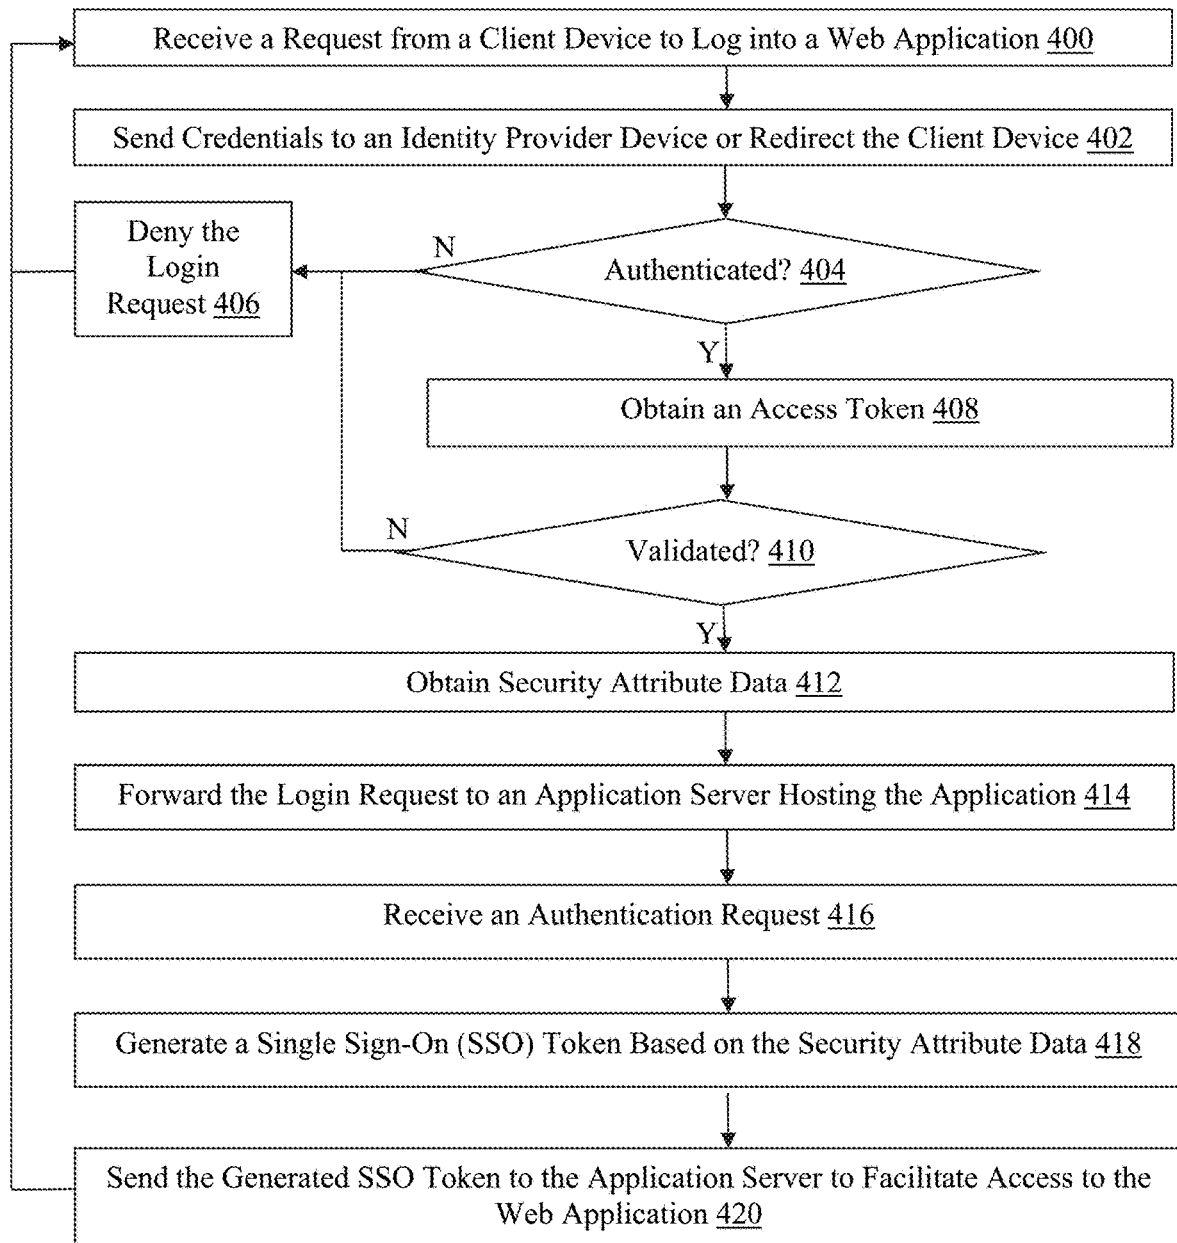 Receive a Request from a Client Device to Log into a Web Application 400
Send Credentials to an Identity Provider Device or Redirect the Client Device 402
Deny the
Login
Request 406
N
Authenticated? 404
Y
Obtain an Access Token 408
N
Validated? 410
Y
Obtain Security Attribute Data 412
Forward the Login Request to an Application Server Hosting the Application 414
Receive an Authentication Request 416
Generate a Single Sign-On (SSO) Token Based on the Security Attribute Data 418
Send the Generated SSO Token to the Application Server to Facilitate Access to the
Web Application 420